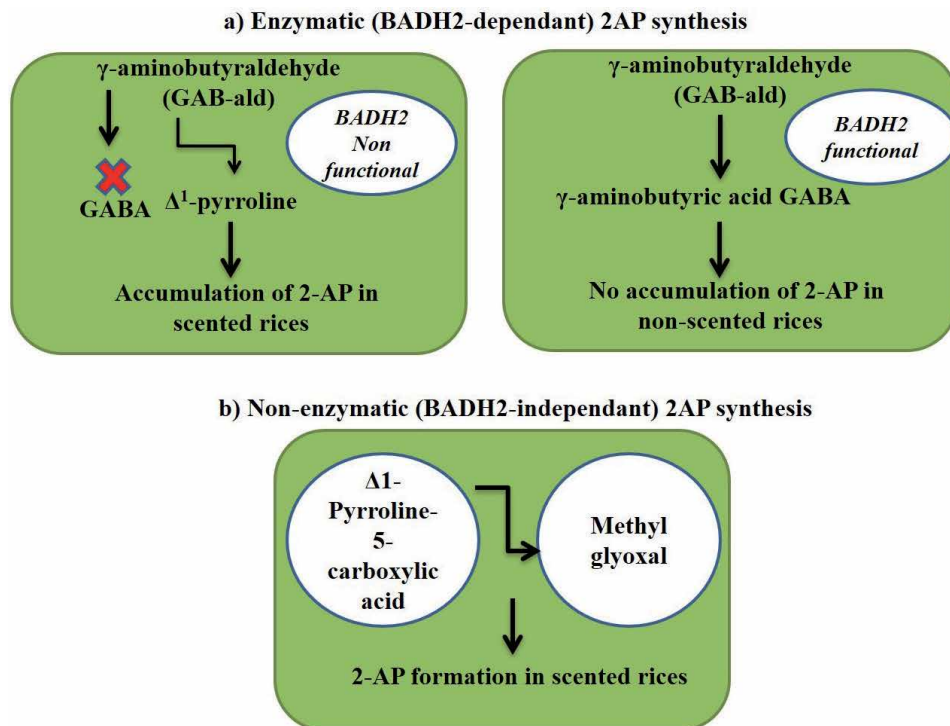 a) Enzymatic (BADH2-dependant) 2AP synthesis
γ-aminobutyraldehyde
(GAB-ald)
BADH2
Non
functional
GABA
Δ¹-pyrroline
Accumulation of 2-AP in
scented rices
γ-aminobutyraldehyde
(GAB-ald)
BADH2
functional
γ-aminobutyric acid GABA
No accumulation of 2-AP in
non-scented rices
b) Non-enzymatic (BADH2-independant) 2AP synthesis
Δ1-
Pyrroline-
5-
carboxylic
acid
Methyl
glyoxal
2-AP formation in scented rices